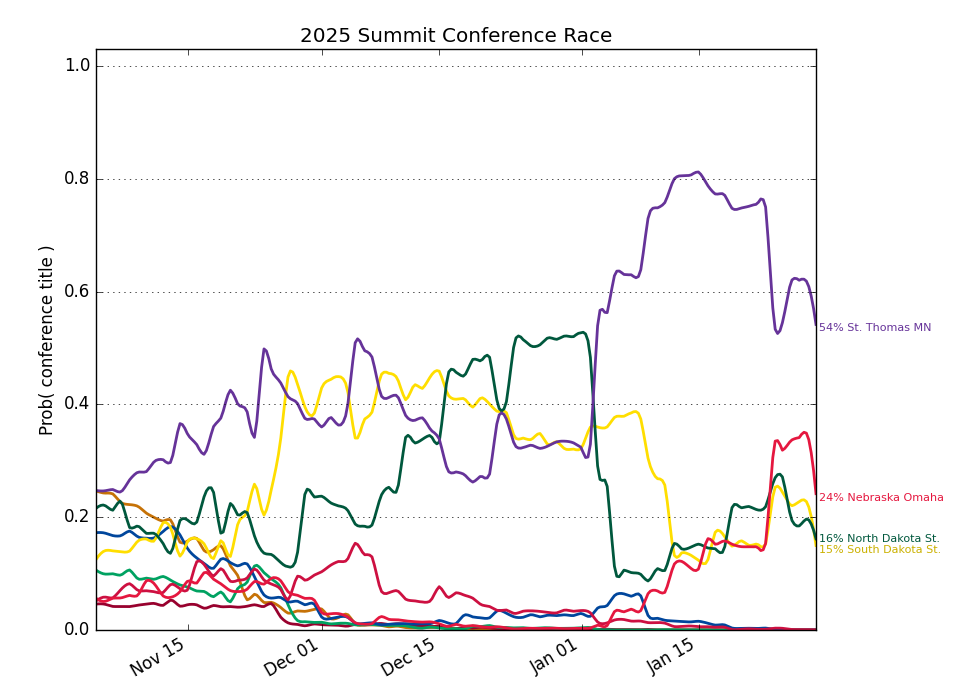 2025 Summit Conference Race
Prob( conference title )
1.0
0.8
0.6
0.4
0.2
0.0
Nov 15
Dec 01
Dec 15
Jan 01
Jan 15
54% St. Thomas MN
24% Nebraska Omaha
16% North Dakota St.
15% South Dakota St.